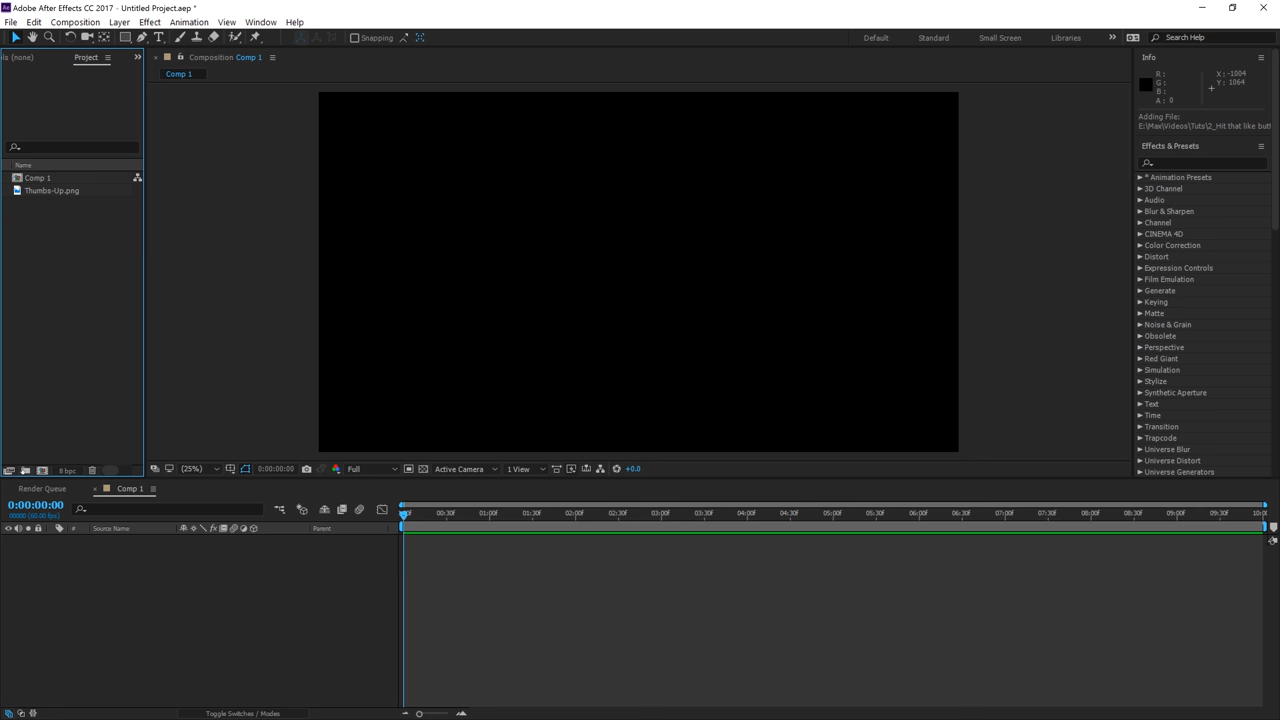 Adobe After Effects CC 2017 - Untitled Project.aep *
File Edit Composition Layer Effect Animation View Window Help
Snapping
Default Standard Small Screen Libraries
Search Help
ls (none)
Project
Composition Comp 1
Comp 1
Name
Comp 1
Thumbs-Up.png
8 bpc
(25%)
0:00:00:00
Full
Active Camera
1 View
+0.0
Info
R :
G :
B :
A : 0
X: -1004
Y: 1064
Adding File:
E:\Max\Videos\Tuts\2_Hit that like but
Effects & Presets
* Animation Presets
3D Channel
Audio
Blur & Sharpen
Channel
CINEMA 4D
Color Correction
Distort
Expression Controls
Film Emulation
Generate
Keying
Matte
Noise & Grain
Obsolete
Perspective
Red Giant
Simulation
Stylize
Synthetic Aperture
Text
Time
Transition
Trapcode
Universe Blur
Universe Distort
Universe Generators
Render Queue
Comp 1
0:00:00:00
00000 (60.00 fps)
# Source Name
Parent
00:30f 01:00f 01:30f 02:00f 02:30f 03:00f 03:30f 04:00f 04:30f 05:00f 05:30f 06:00f 06:30f 07:00f 07:30f 08:00f 08:30f 09:00f 09:30f 10:0
Toggle Switches / Modes